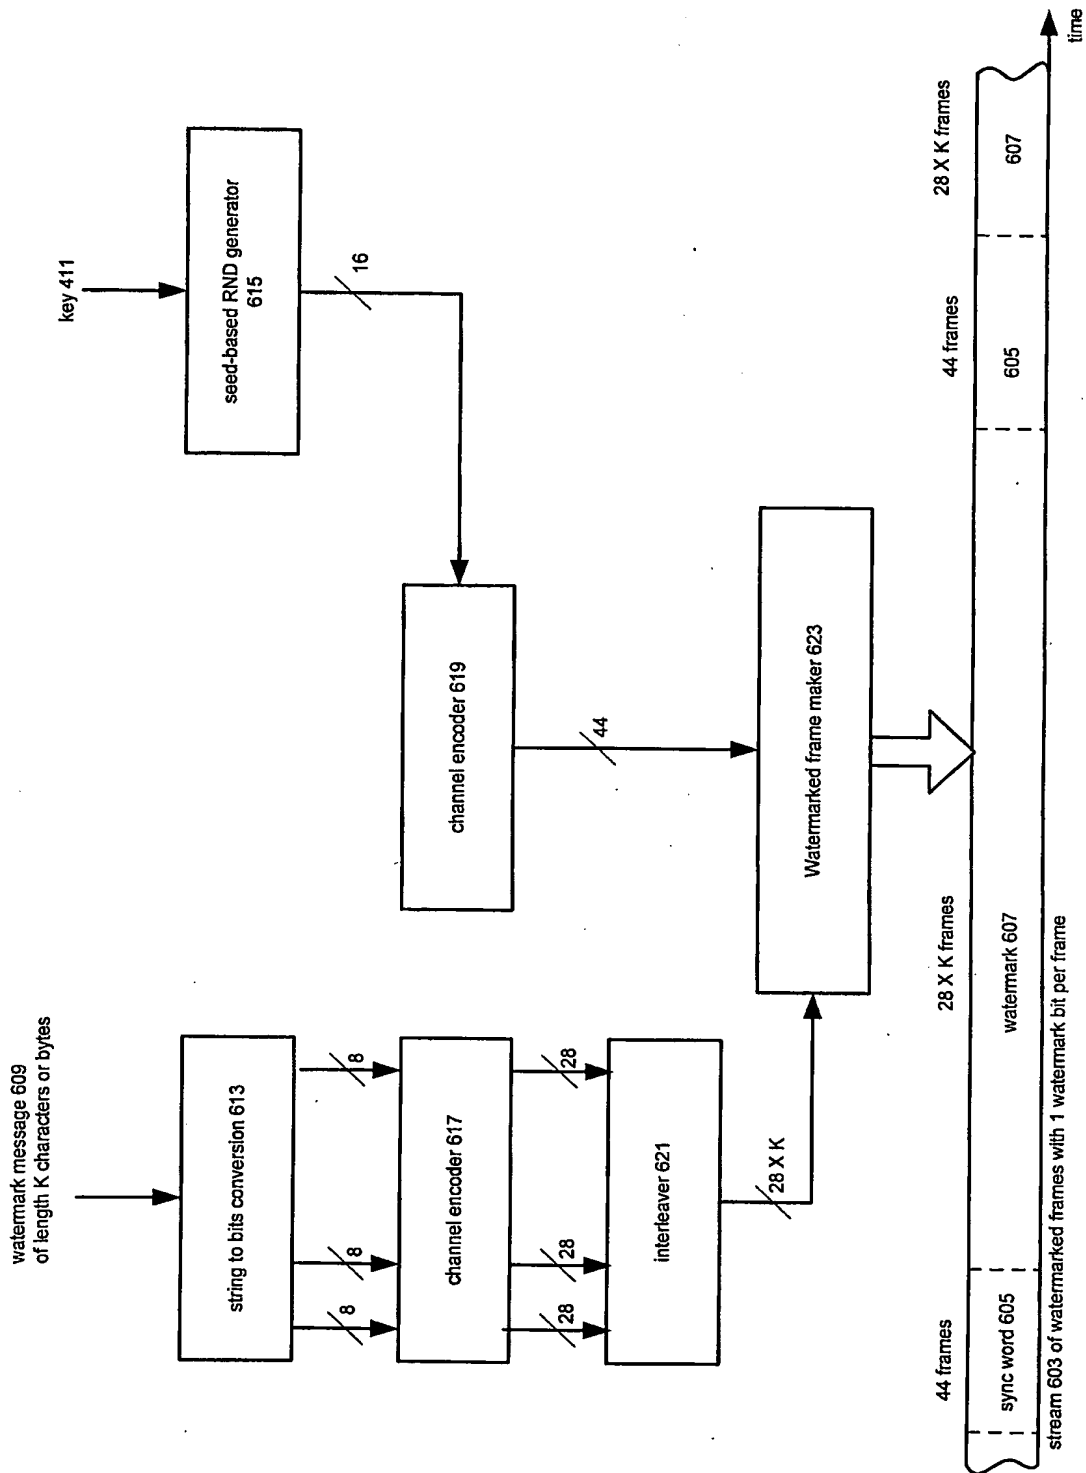 watermark message 609
of length K characters or bytes
key 411
string to bits conversion 613
seed-based RND generator
615
8
8
8
16
channel encoder 617
channel encoder 619
28
28
28
44
interleaver 621
28 X K
Watermarked frame maker 623
44 frames
28 X K frames
44 frames
28 X K frames
sync word 605
watermark 607
605
607
stream 603 of watermarked frames with 1 watermark bit per frame
time